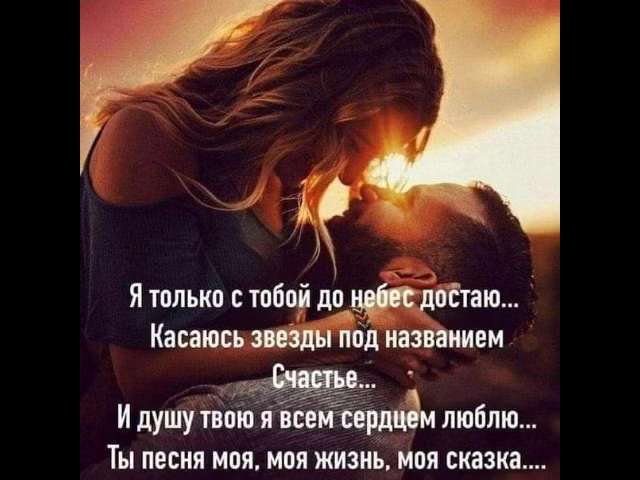 Я только с тобой до небес достаю...
Касаюсь звезды под названием
Счастье...
И душу твою я всем сердцем люблю...
Ты песня моя, моя жизнь, моя сказка....